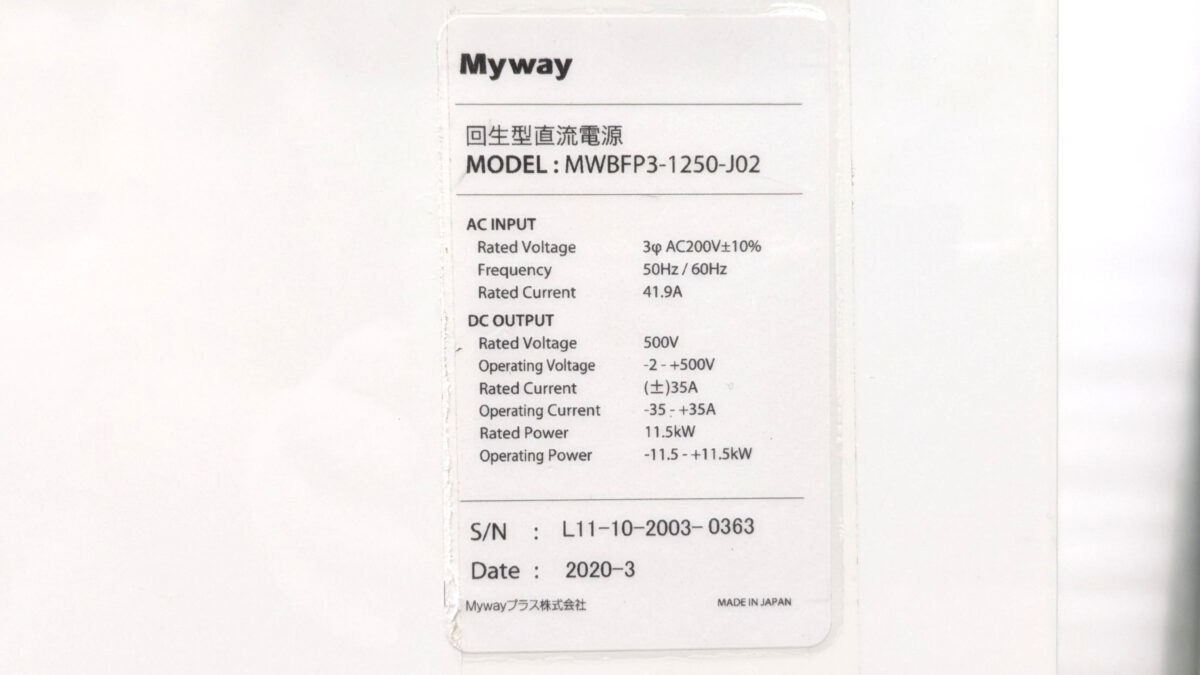 Myway
回生型直流電源
MODEL : MWBFP3-1250-J02
AC INPUT
Rated Voltage 3φ AC200V±10%
Frequency 50Hz / 60Hz
Rated Current 41.9A
DC OUTPUT
Rated Voltage 500V
Operating Voltage -2 - +500V
Rated Current (±)35A
Operating Current -35 - +35A
Rated Power 11.5kW
Operating Power -11.5 - +11.5kW
S/N : L11-10-2003-0363
Date : 2020-3
Mywayプラス株式会社 MADE IN JAPAN